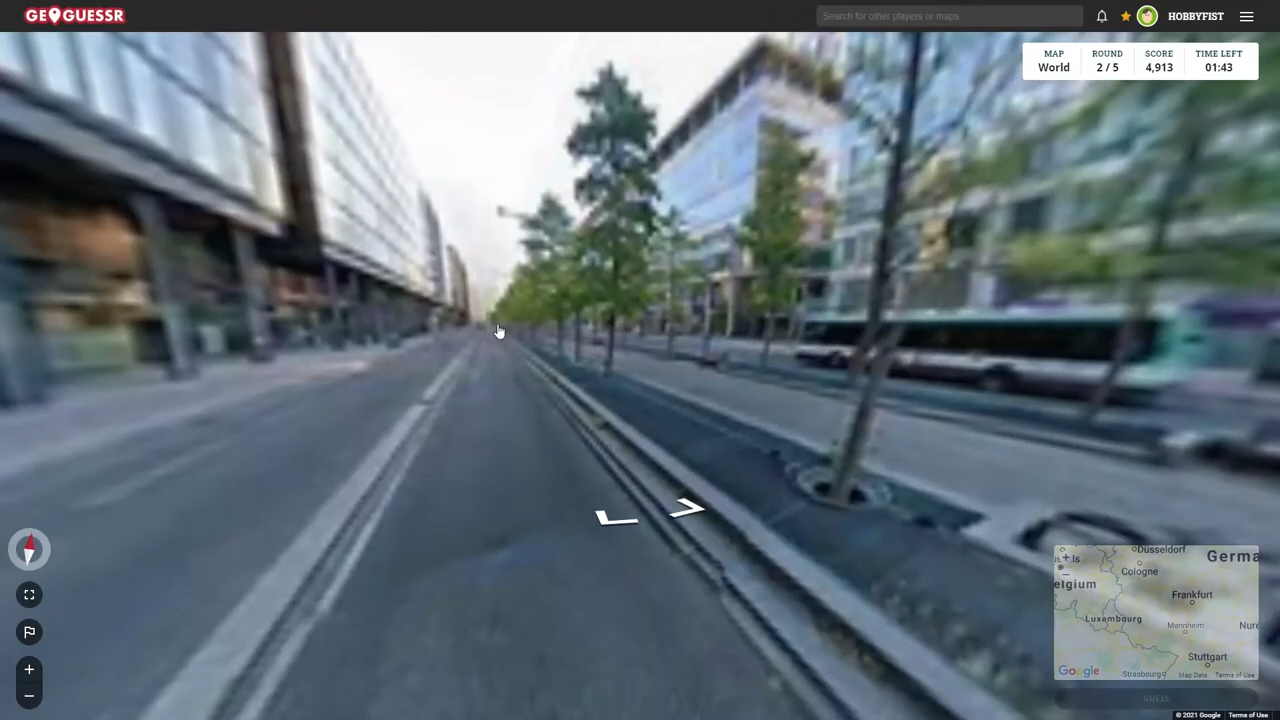 GEOGUESSR
Search for other players or maps
HOBBYFIST
MAP
World
ROUND
2 / 5
SCORE
4,913
TIME LEFT
01:43
Düsseldorf
Germa
Cologne
elgium
Frankfurt
Luxembourg
Mannheim
Nure
Stuttgart
Strasbourg
Google
Map Data
Terms of Use
GUESS
© 2021 Google
Terms of Use